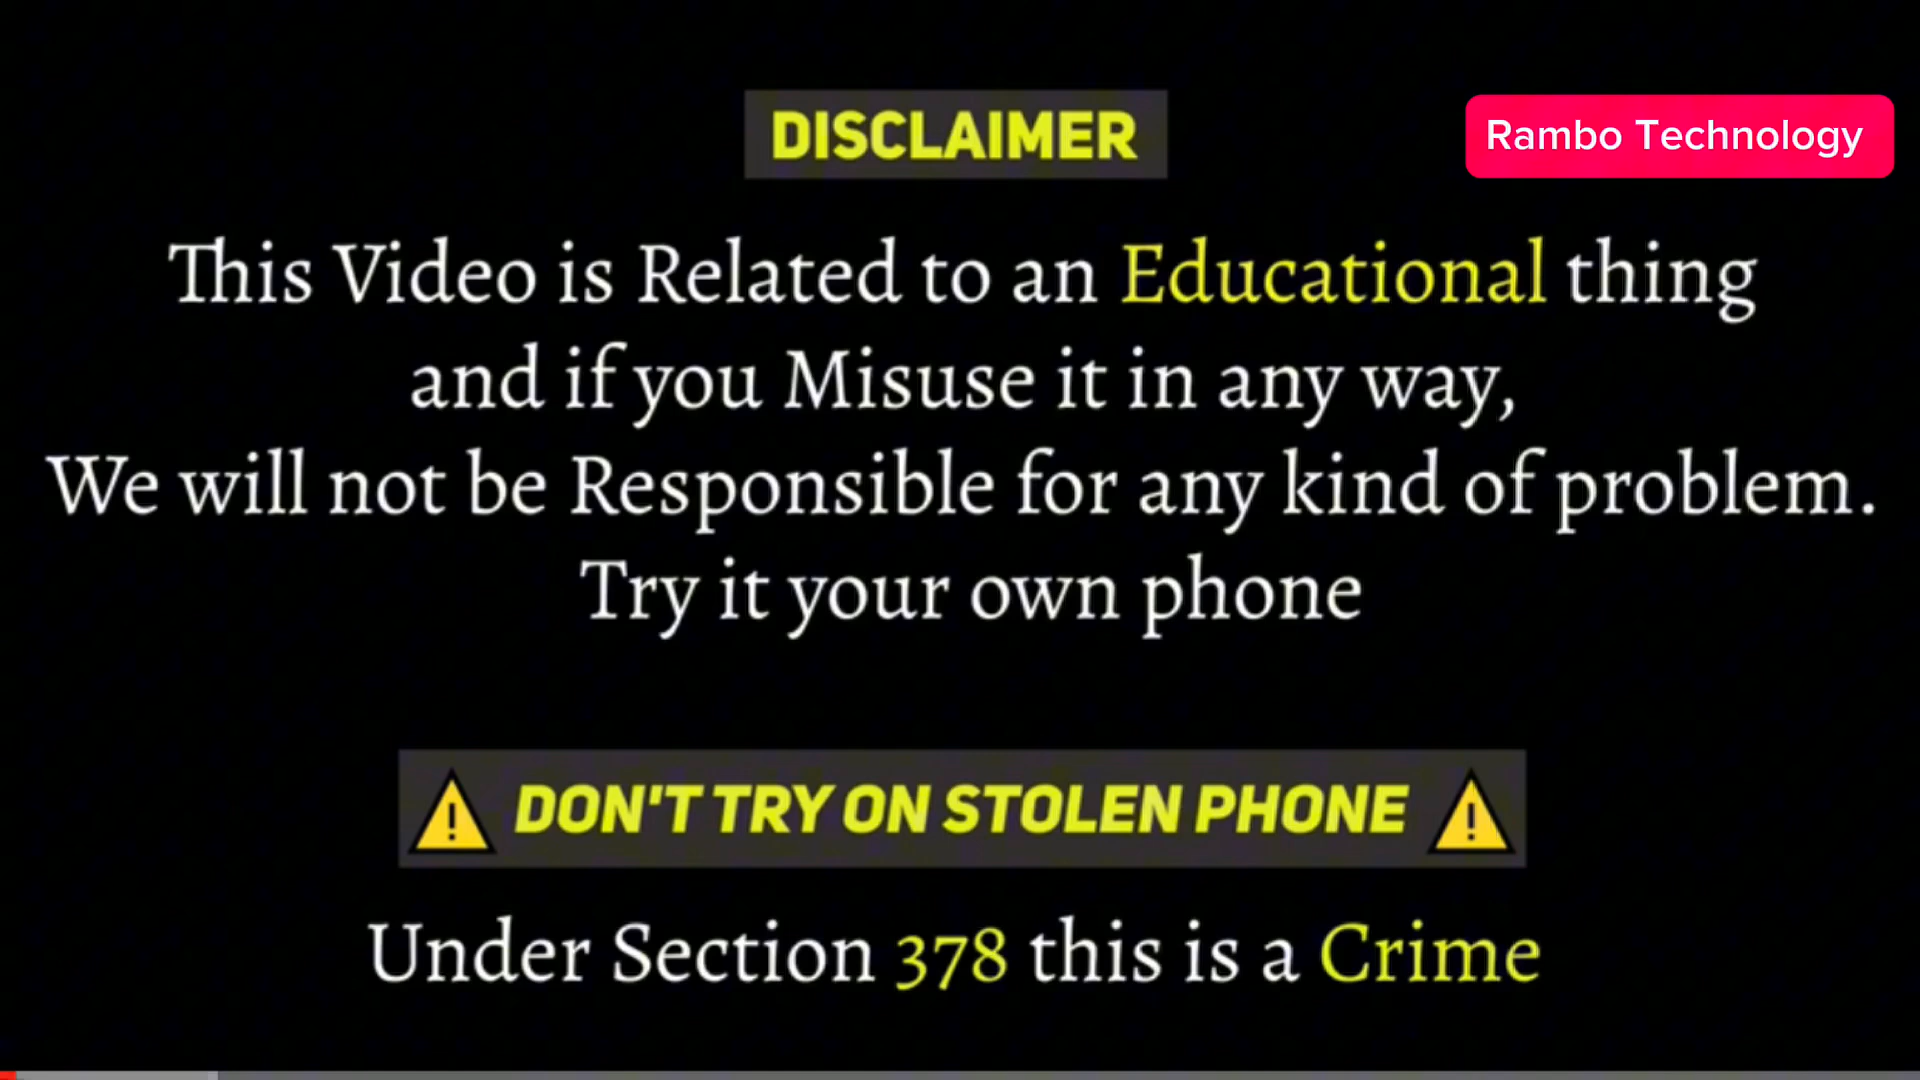 DISCLAIMER
Rambo Technology
This Video is Related to an Educational thing
and if you Misuse it in any way,
We will not be Responsible for any kind of problem.
Try it your own phone
DON'T TRY ON STOLEN PHONE
Under Section 378 this is a Crime